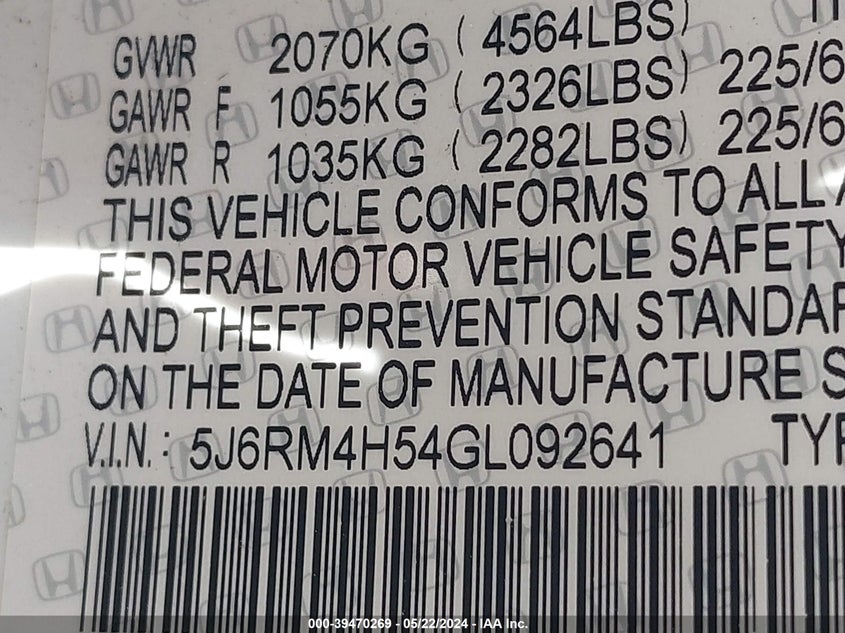 GVWR 2070KG ( 4564LBS)
GAWR F 1055KG ( 2326LBS) 225/6
GAWR R 1035KG ( 2282LBS) 225/6
THIS VEHICLE CONFORMS TO ALL A
FEDERAL MOTOR VEHICLE SAFETY
AND THEFT PREVENTION STANDAR
ON THE DATE OF MANUFACTURE S
V.I.N.: 5J6RM4H54GL092641 TYP
000-39470269 - 05/22/2024 - IAA Inc.